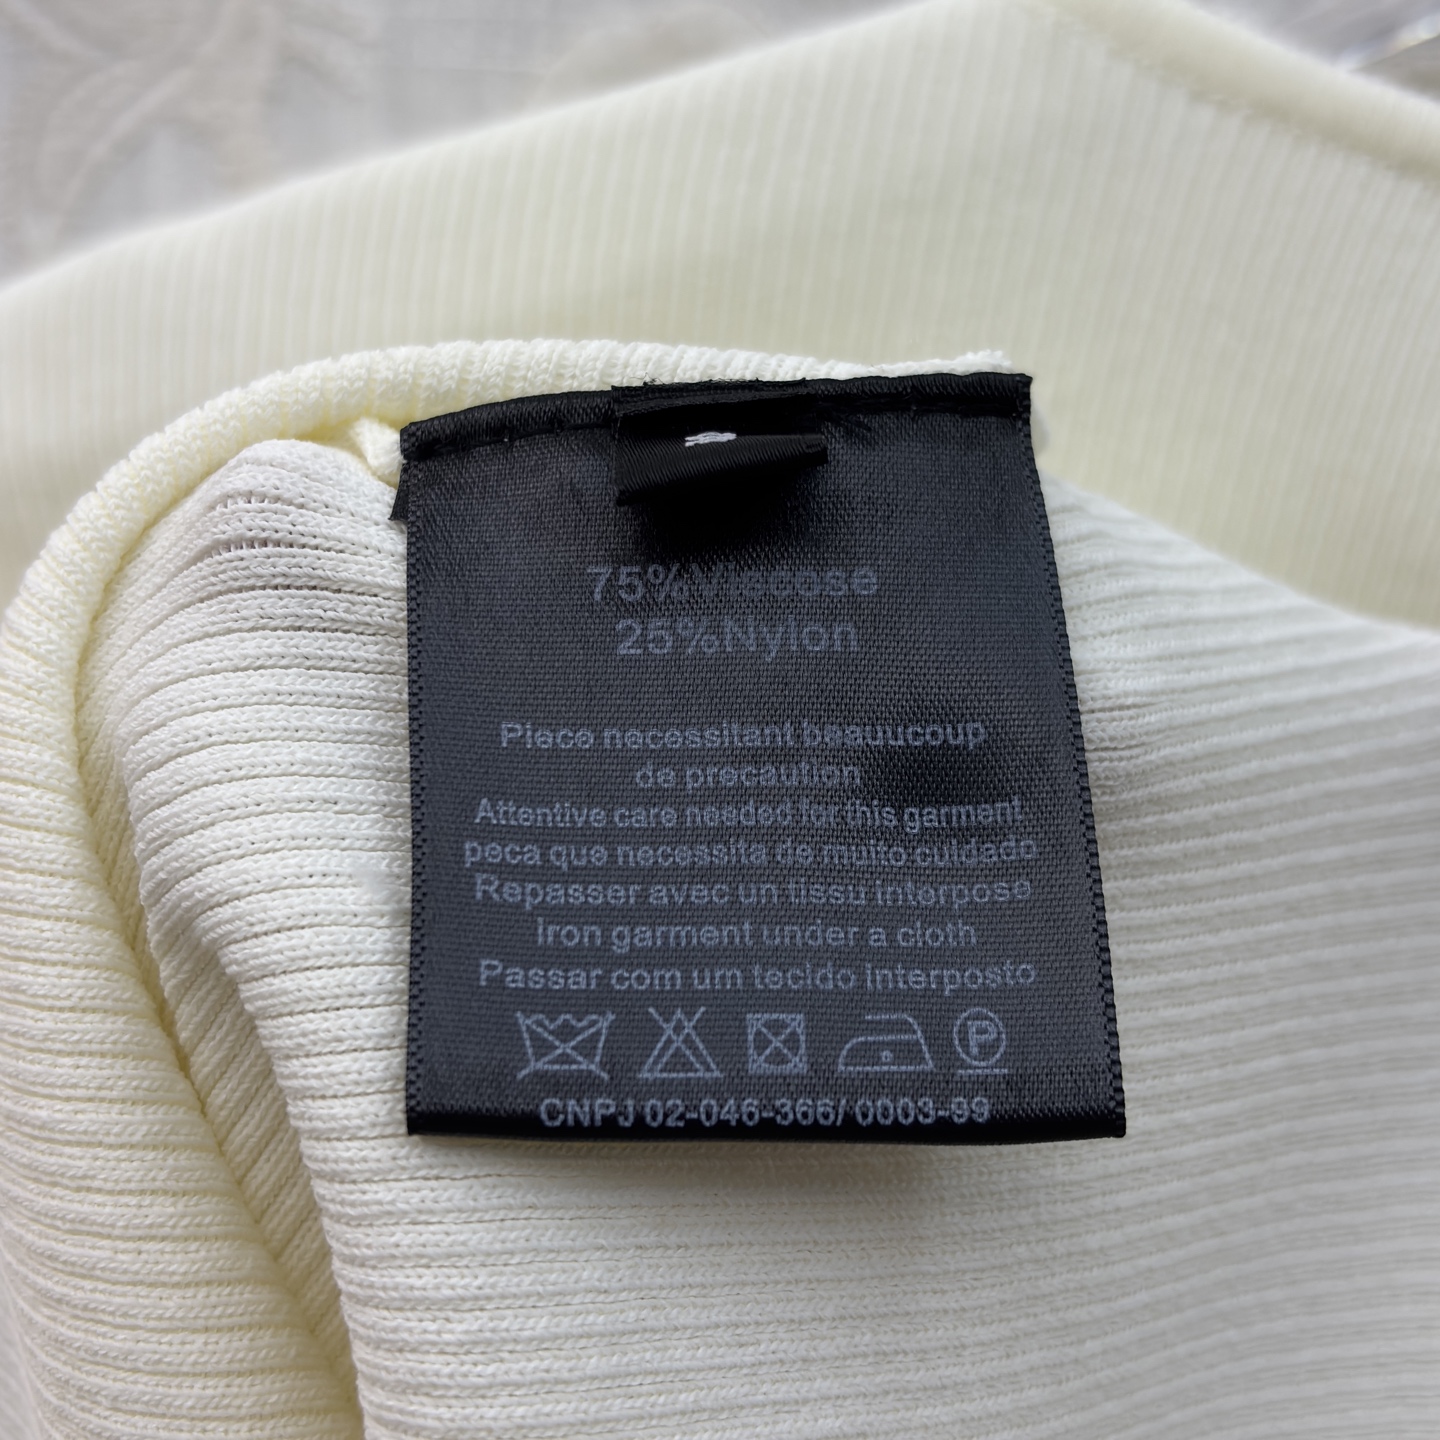 75%Viscose
25%Nylon
Piece necessitant beauucoup
de precaution
Attentive care needed for this garment
peca que necessita de muito cuidado
Repasser avec un tissu interpose
Iron garment under a cloth
Passar com um tecido interposto
P
CNPJ 02-046-366/0003-99